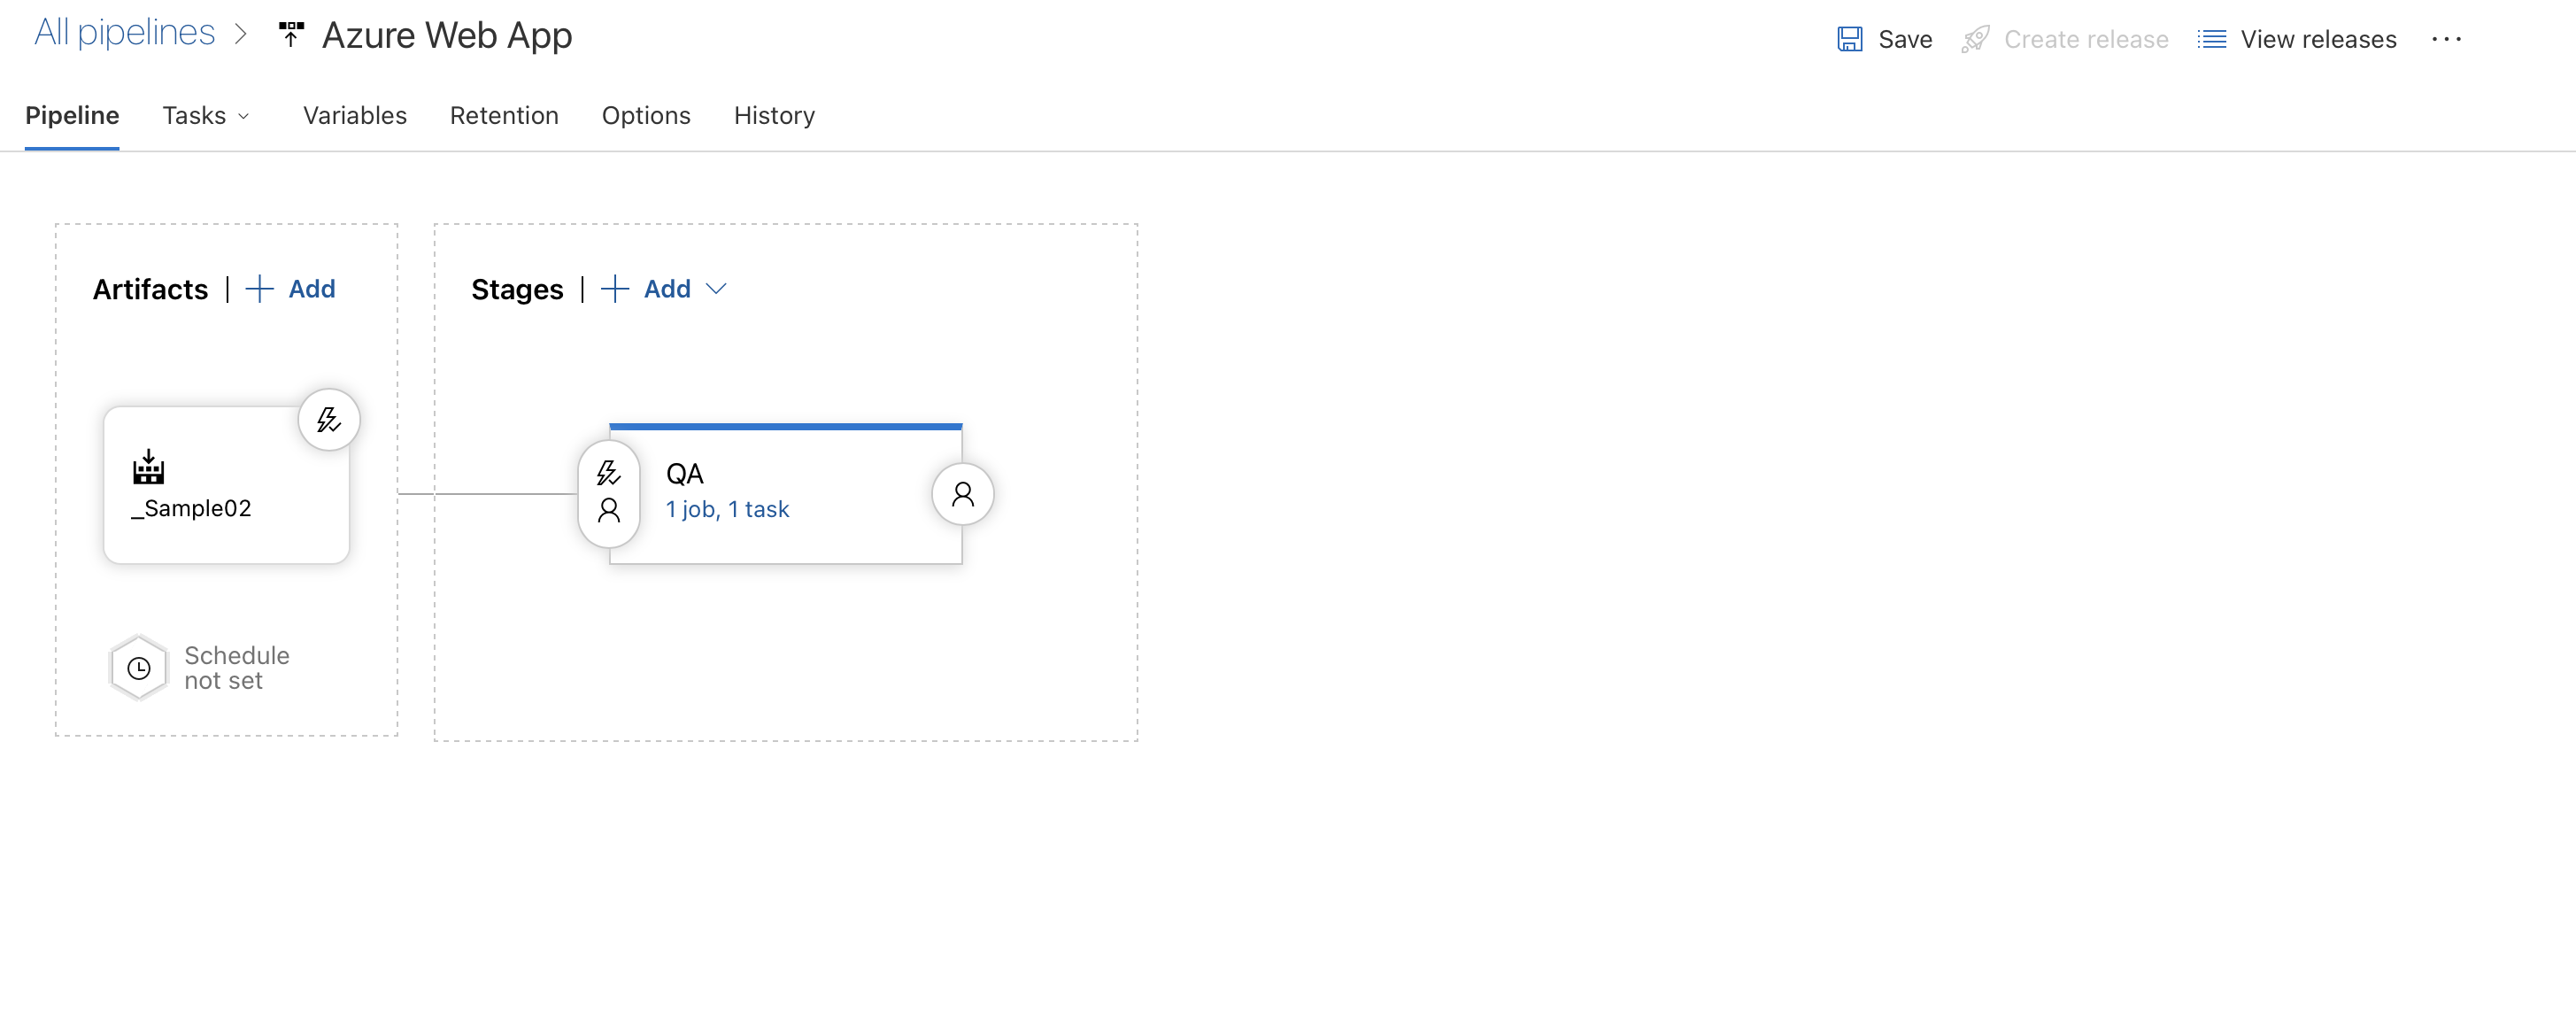 All pipelines > Azure Web App
Save Create release View releases ...
Pipeline Tasks Variables Retention Options History
Artifacts | + Add
Stages | + Add
_Sample02
QA
1 job, 1 task
Schedule
not set